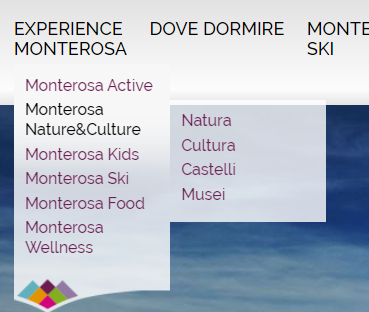 EXPERIENCE MONTEROSA
DOVE DORMIRE
MONTE
SKI
Monterosa Active
Monterosa
Nature&Culture
Monterosa Kids
Monterosa Ski
Monterosa Food
Monterosa
Wellness
Natura
Cultura
Castelli
Musei